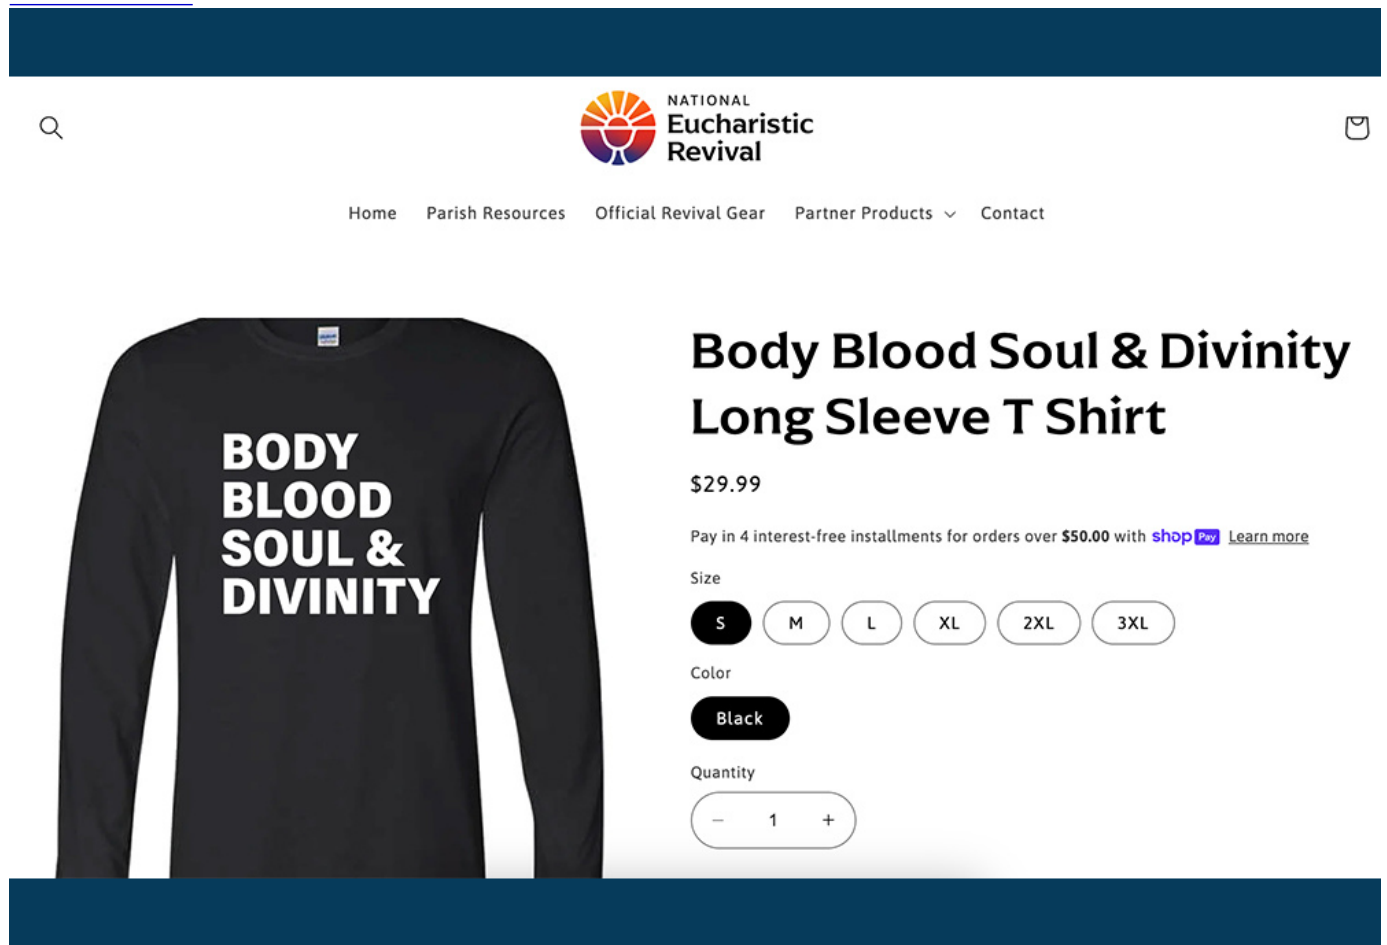 NATIONAL
Eucharistic
Revival
Home Parish Resources Official Revival Gear Partner Products Contact
BODY
BLOOD
SOUL &
DIVINITY
Body Blood Soul & Divinity
Long Sleeve T Shirt
$29.99
Pay in 4 interest-free installments for orders over $50.00 with shop Pay Learn more
Size
S M L XL 2XL 3XL
Color
Black
Quantity
− 1 +